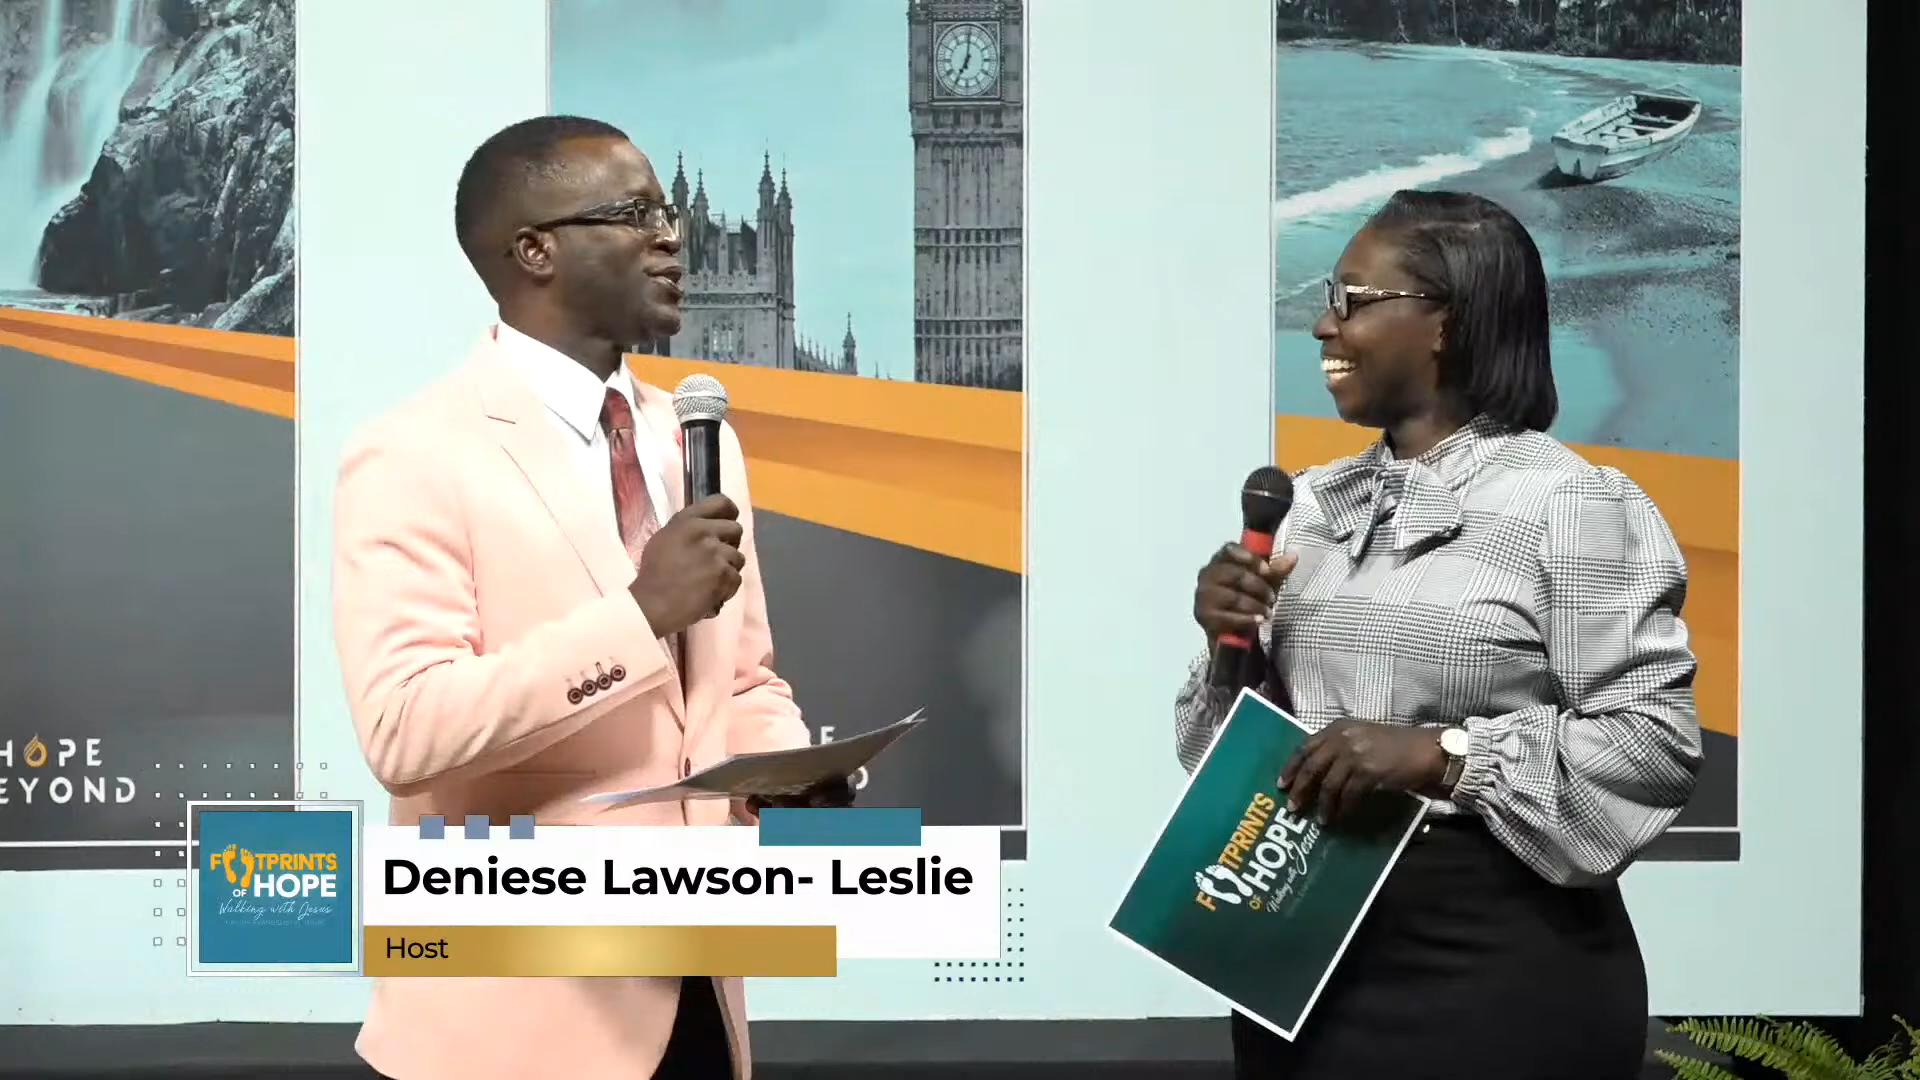 HOPE
EYOND
FOOTPRINTS
OF HOPE
Walking with Jesus
Deniese Lawson- Leslie
Host
FOOTPRINTS
OF HOPE
Walking with Jesus